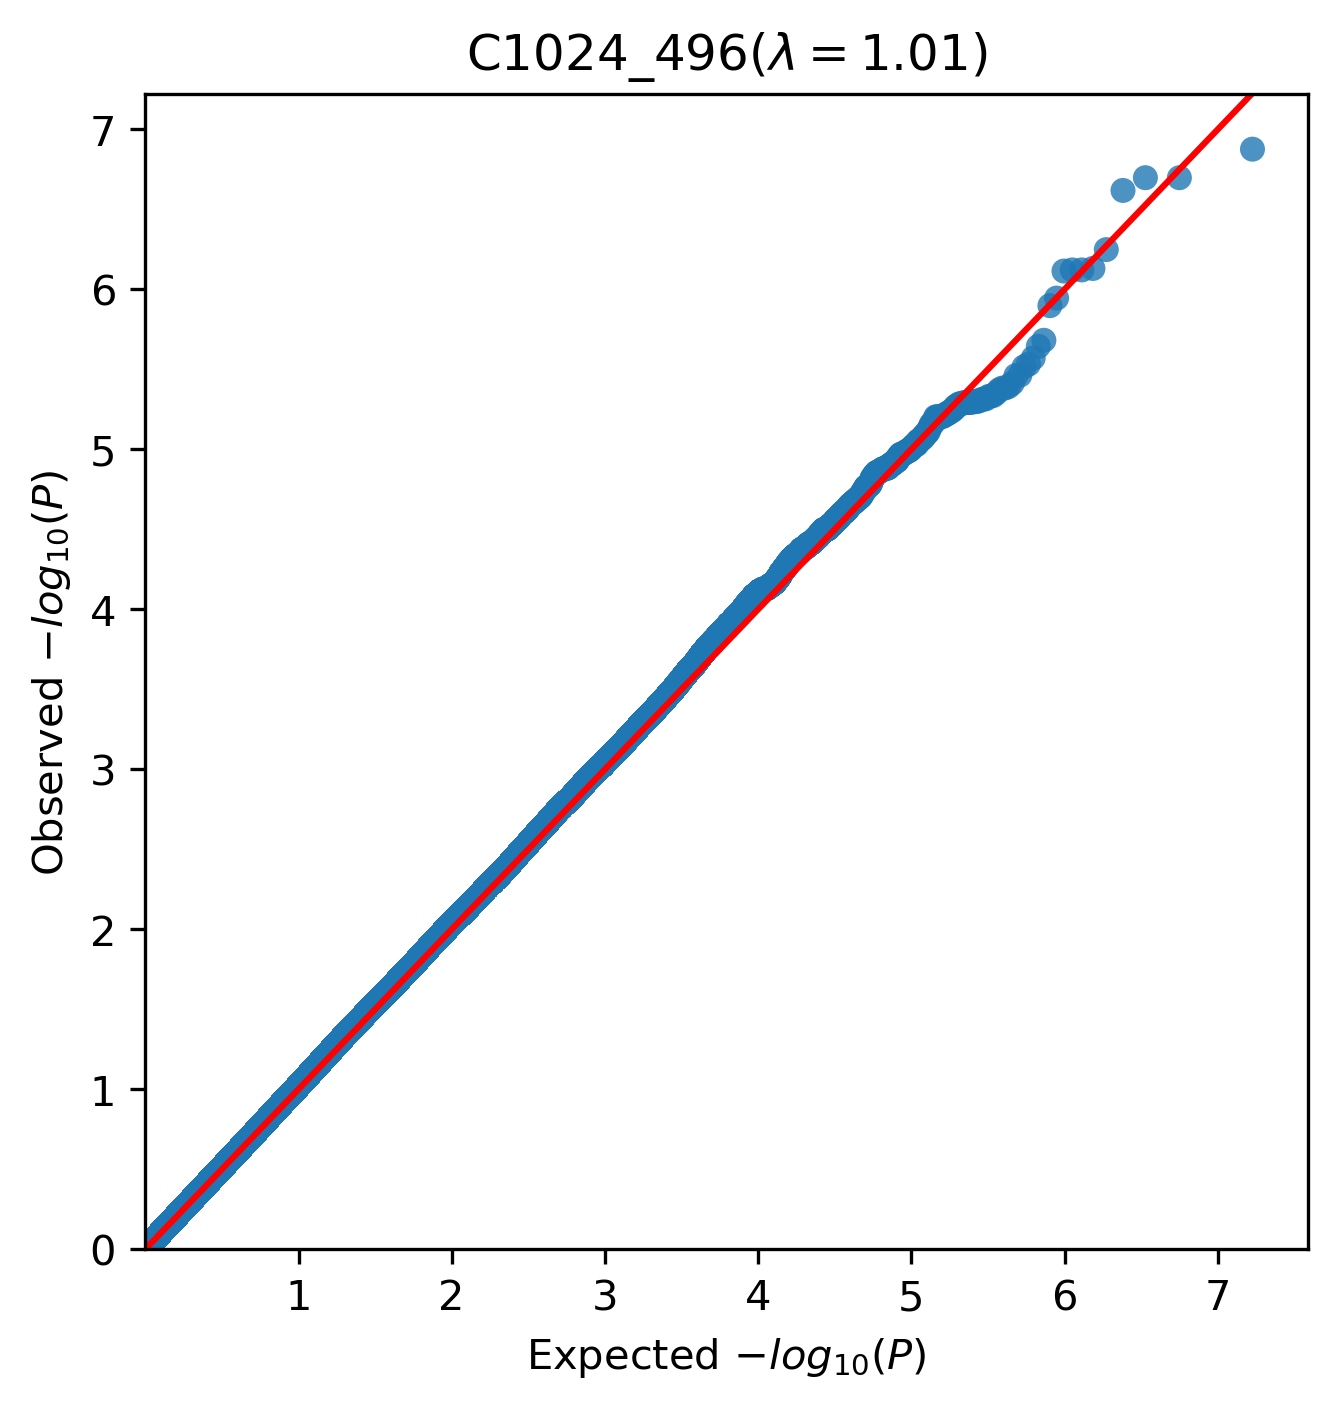 C1024_496(λ = 1.01)
Observed −log₁₀(P)
7
6
5
4
3
2
1
0
1 2 3 4 5 6 7
Expected −log₁₀(P)